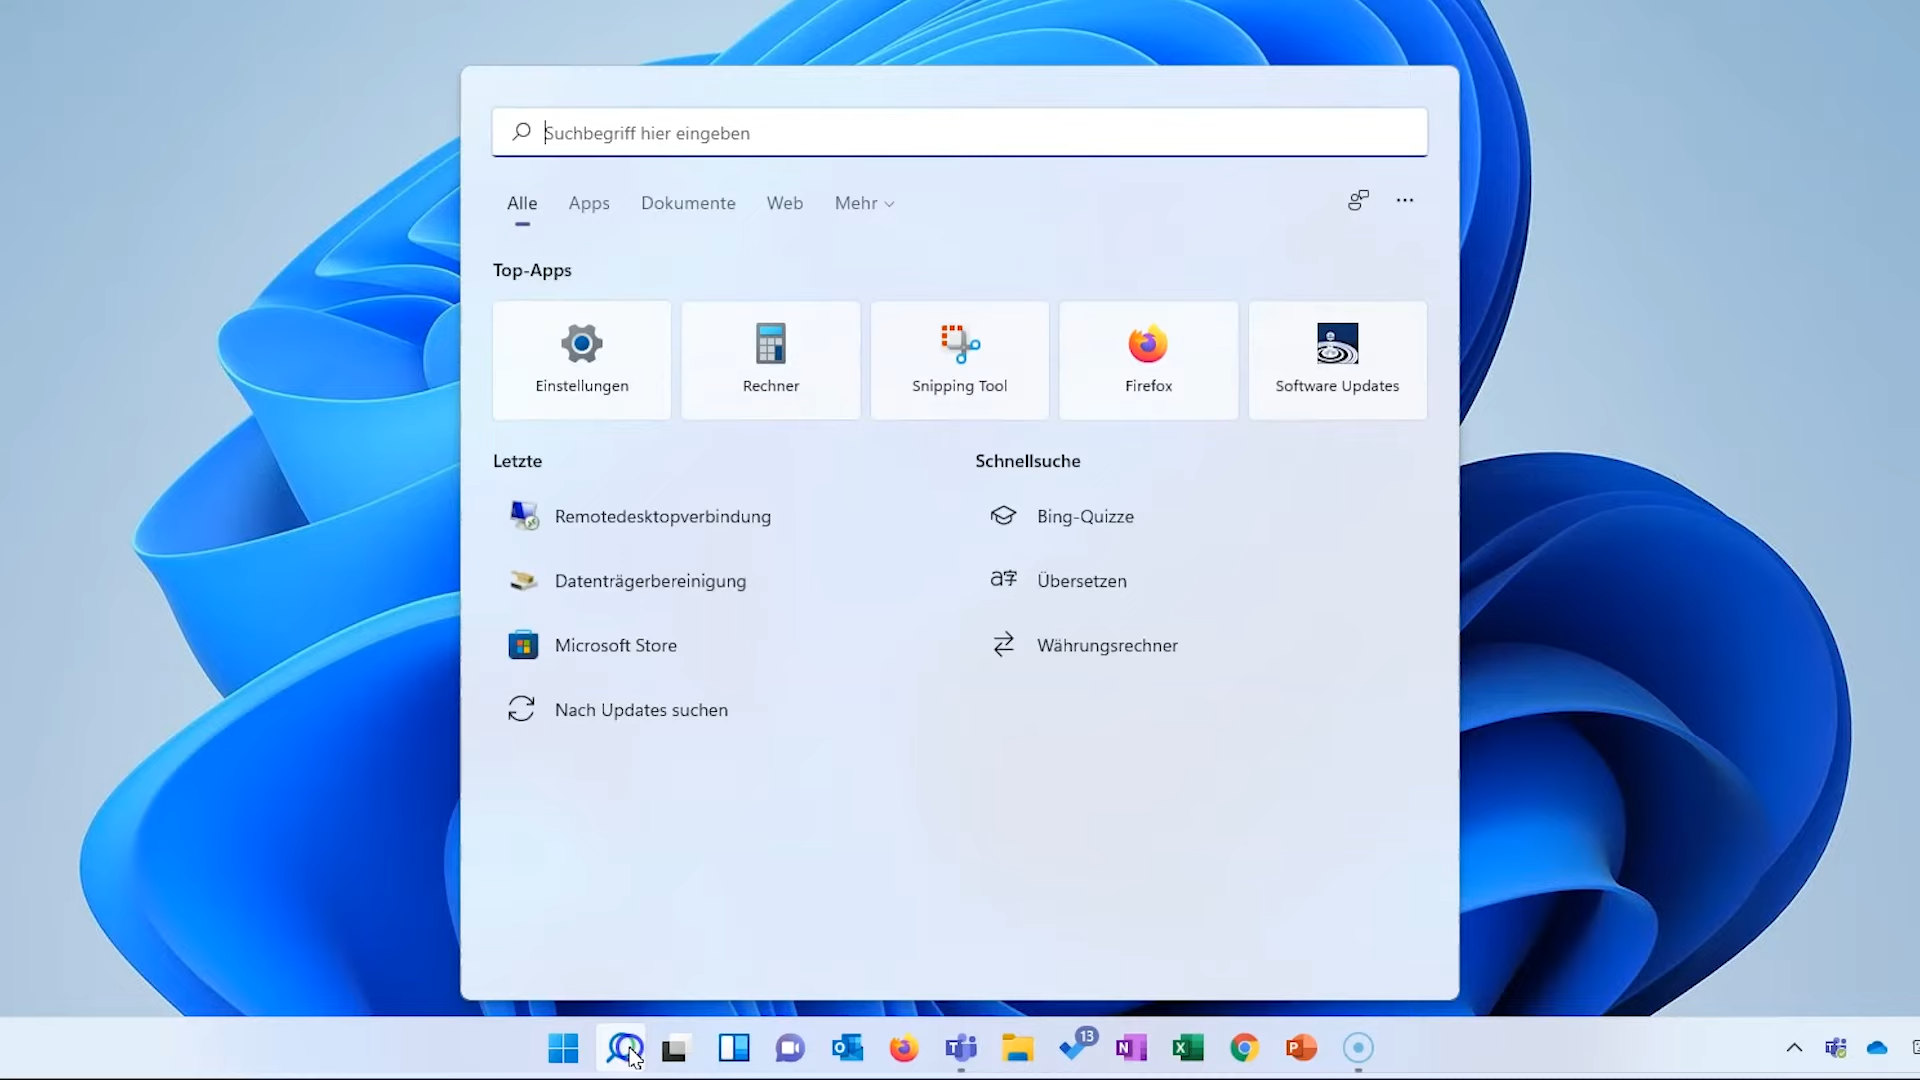 Suchbegriff hier eingeben
Alle Apps Dokumente Web Mehr
Top-Apps
Einstellungen Rechner Snipping Tool Firefox Software Updates
Letzte Schnellsuche
Remotedesktopverbindung Bing-Quizze
Datenträgerbereinigung Übersetzen
Microsoft Store Währungsrechner
Nach Updates suchen
13